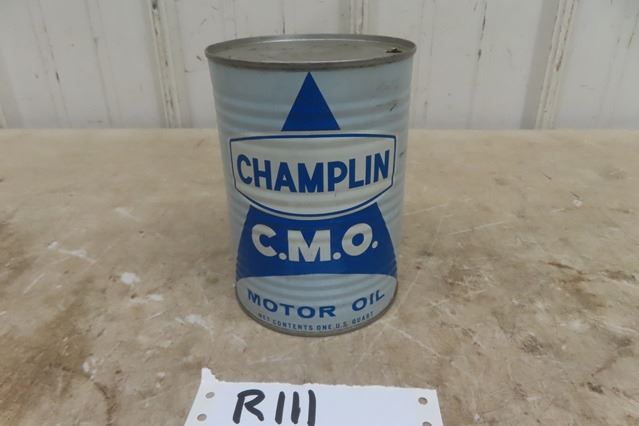 CHAMPLIN
C.M.O.
MOTOR OIL
NET CONTENTS ONE U.S. QUART
R111